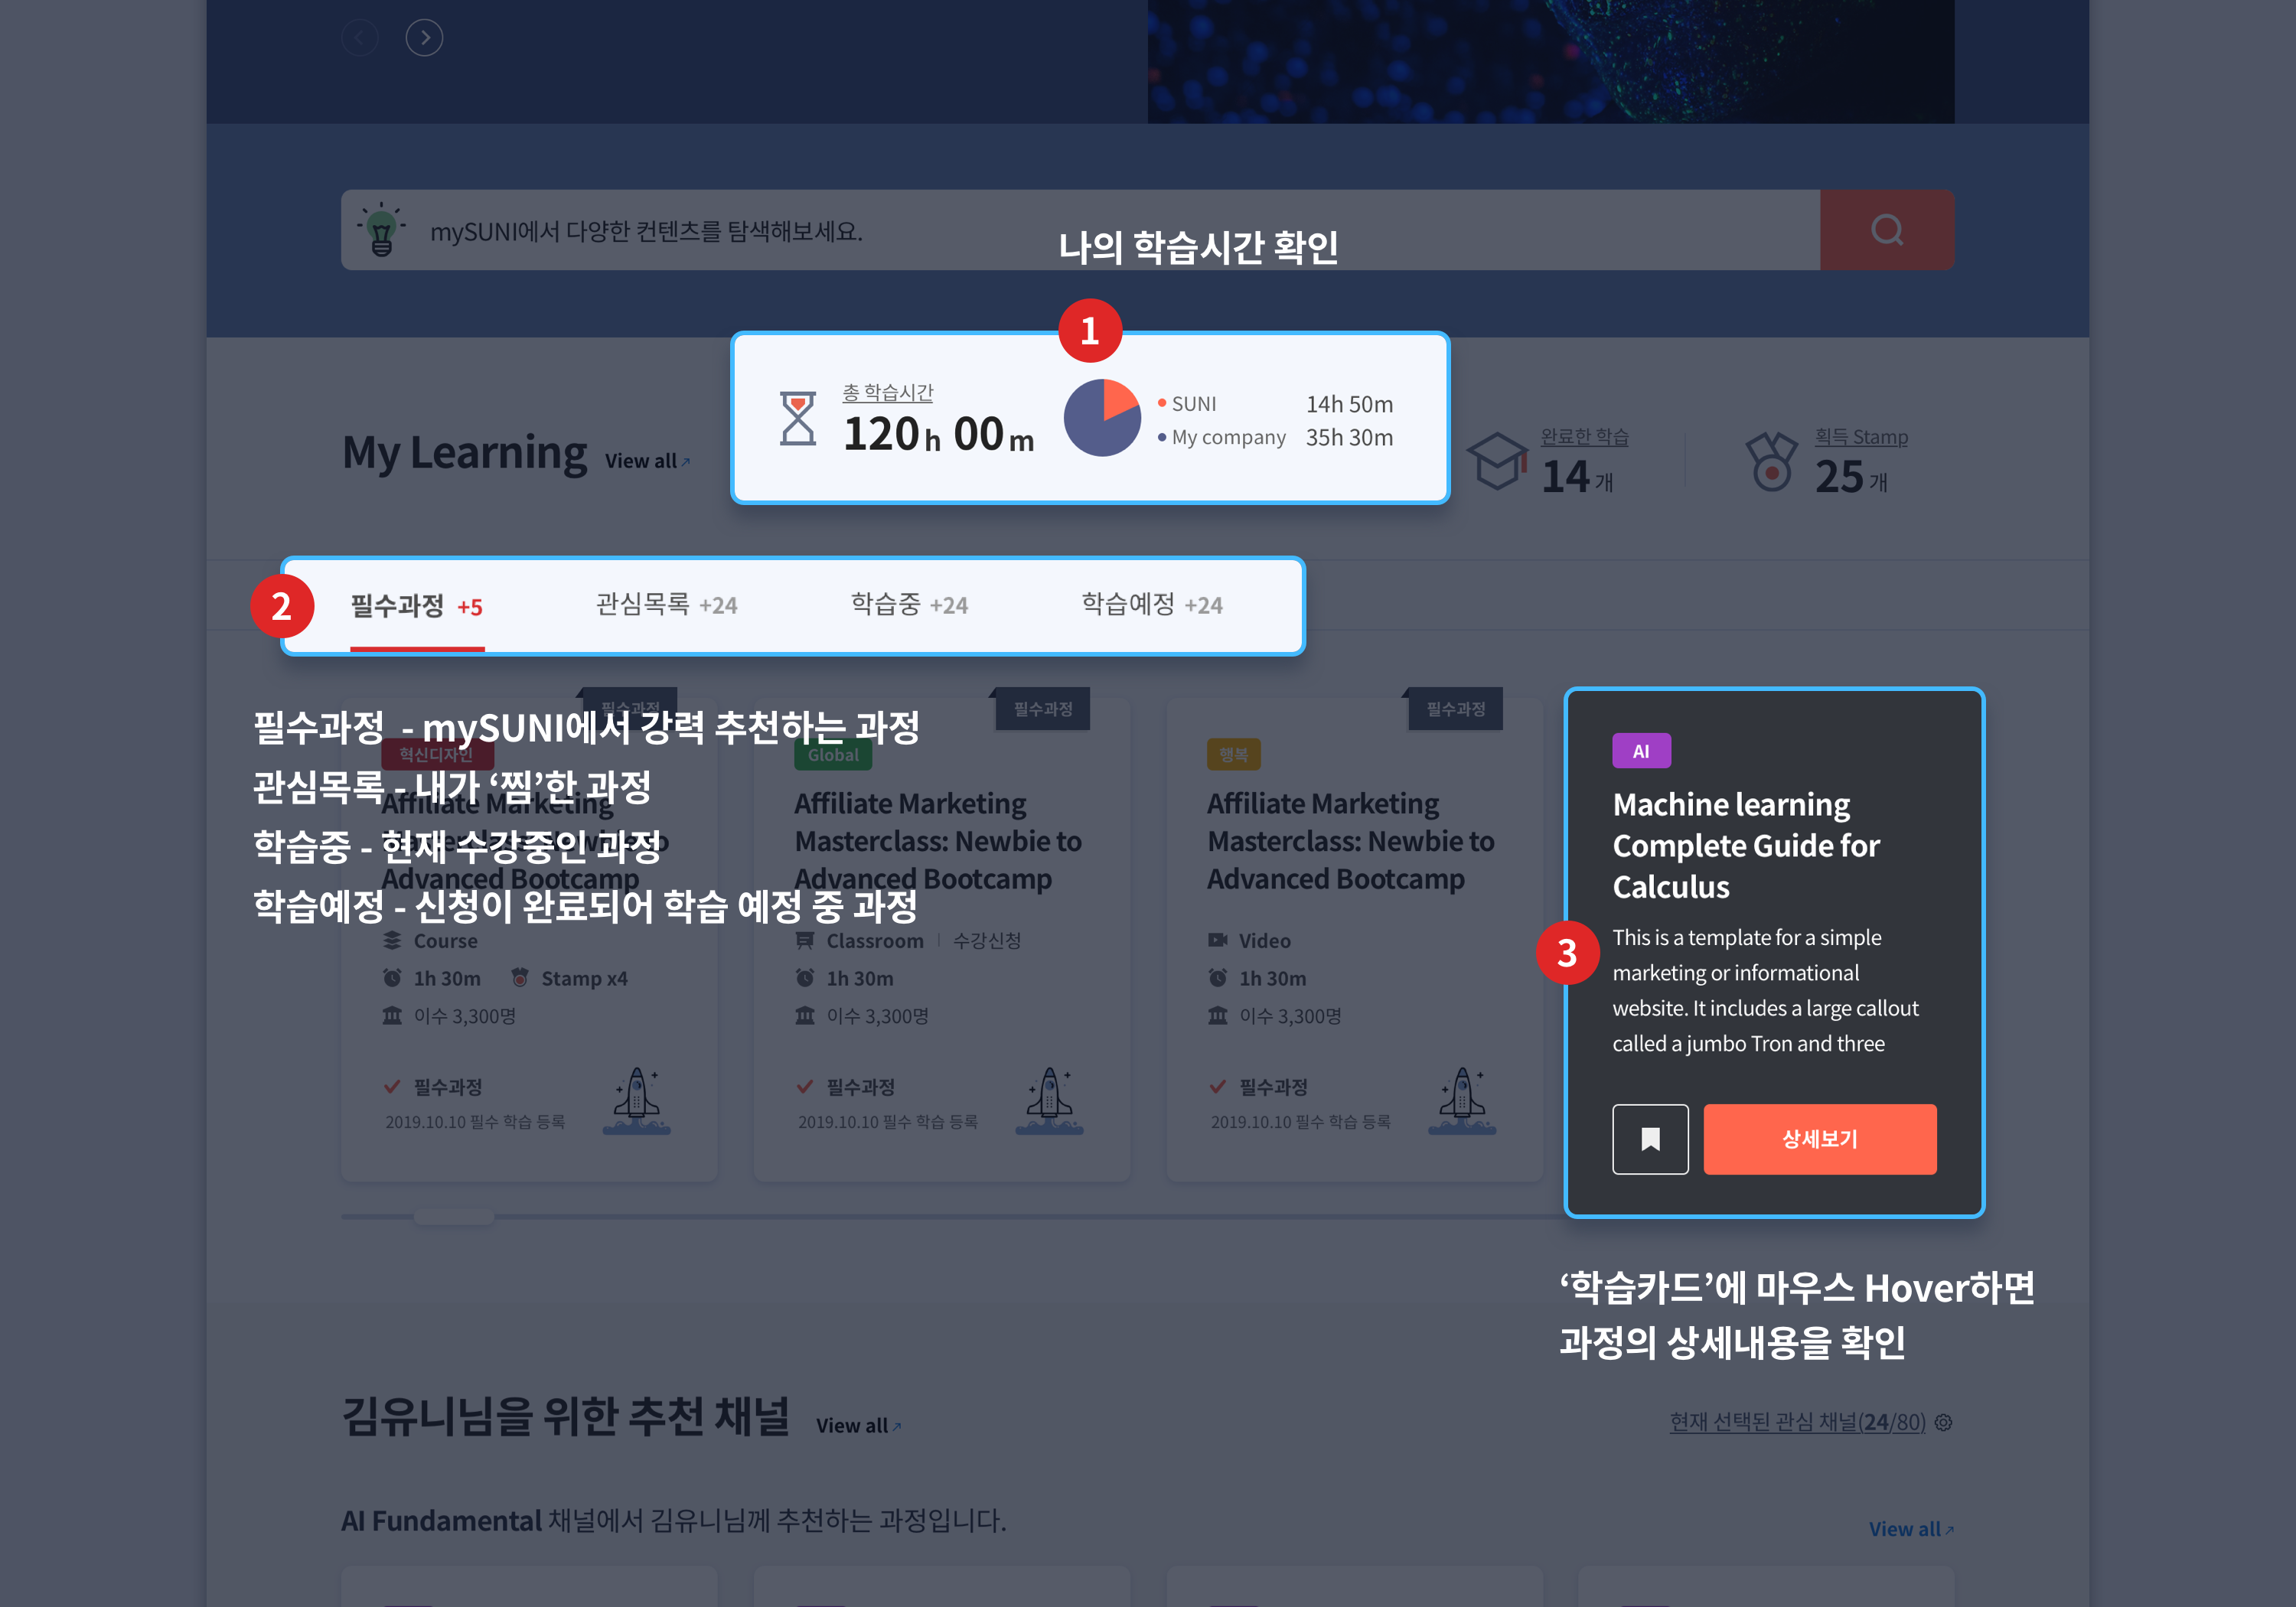 mySUNI에서 다양한 컨텐츠를 탐색해보세요.
나의 학습시간 확인
1
My Learning View all
총 학습시간
120 h 00 m
SUNI 14h 50m
My company 35h 30m
완료한 학습
14 개
획득 Stamp
25 개
2
필수과정 +5
관심목록 +24
학습중 +24
학습예정 +24
필수과정 - mySUNI에서 강력 추천하는 과정
관심목록 - 내가 ‘찜’한 과정
학습중 - 현재 수강중인 과정
학습예정 - 신청이 완료되어 학습 예정 중 과정
필수과정
혁신디자인
Affiliate Marketing
Masterclass: Newbie to
Advanced Bootcamp
Course
1h 30m Stamp x4
이수 3,300명
필수과정
2019.10.10 필수 학습 등록
필수과정
Global
Affiliate Marketing
Masterclass: Newbie to
Advanced Bootcamp
Classroom | 수강신청
1h 30m
이수 3,300명
필수과정
2019.10.10 필수 학습 등록
필수과정
행복
Affiliate Marketing
Masterclass: Newbie to
Advanced Bootcamp
Video
1h 30m
이수 3,300명
필수과정
2019.10.10 필수 학습 등록
3
AI
Machine learning
Complete Guide for
Calculus
This is a template for a simple
marketing or informational
website. It includes a large callout
called a jumbo Tron and three
상세보기
‘학습카드’에 마우스 Hover하면
과정의 상세내용을 확인
김유니님을 위한 추천 채널 View all
현재 선택된 관심 채널(24/80)
AI Fundamental 채널에서 김유니님께 추천하는 과정입니다.
View all